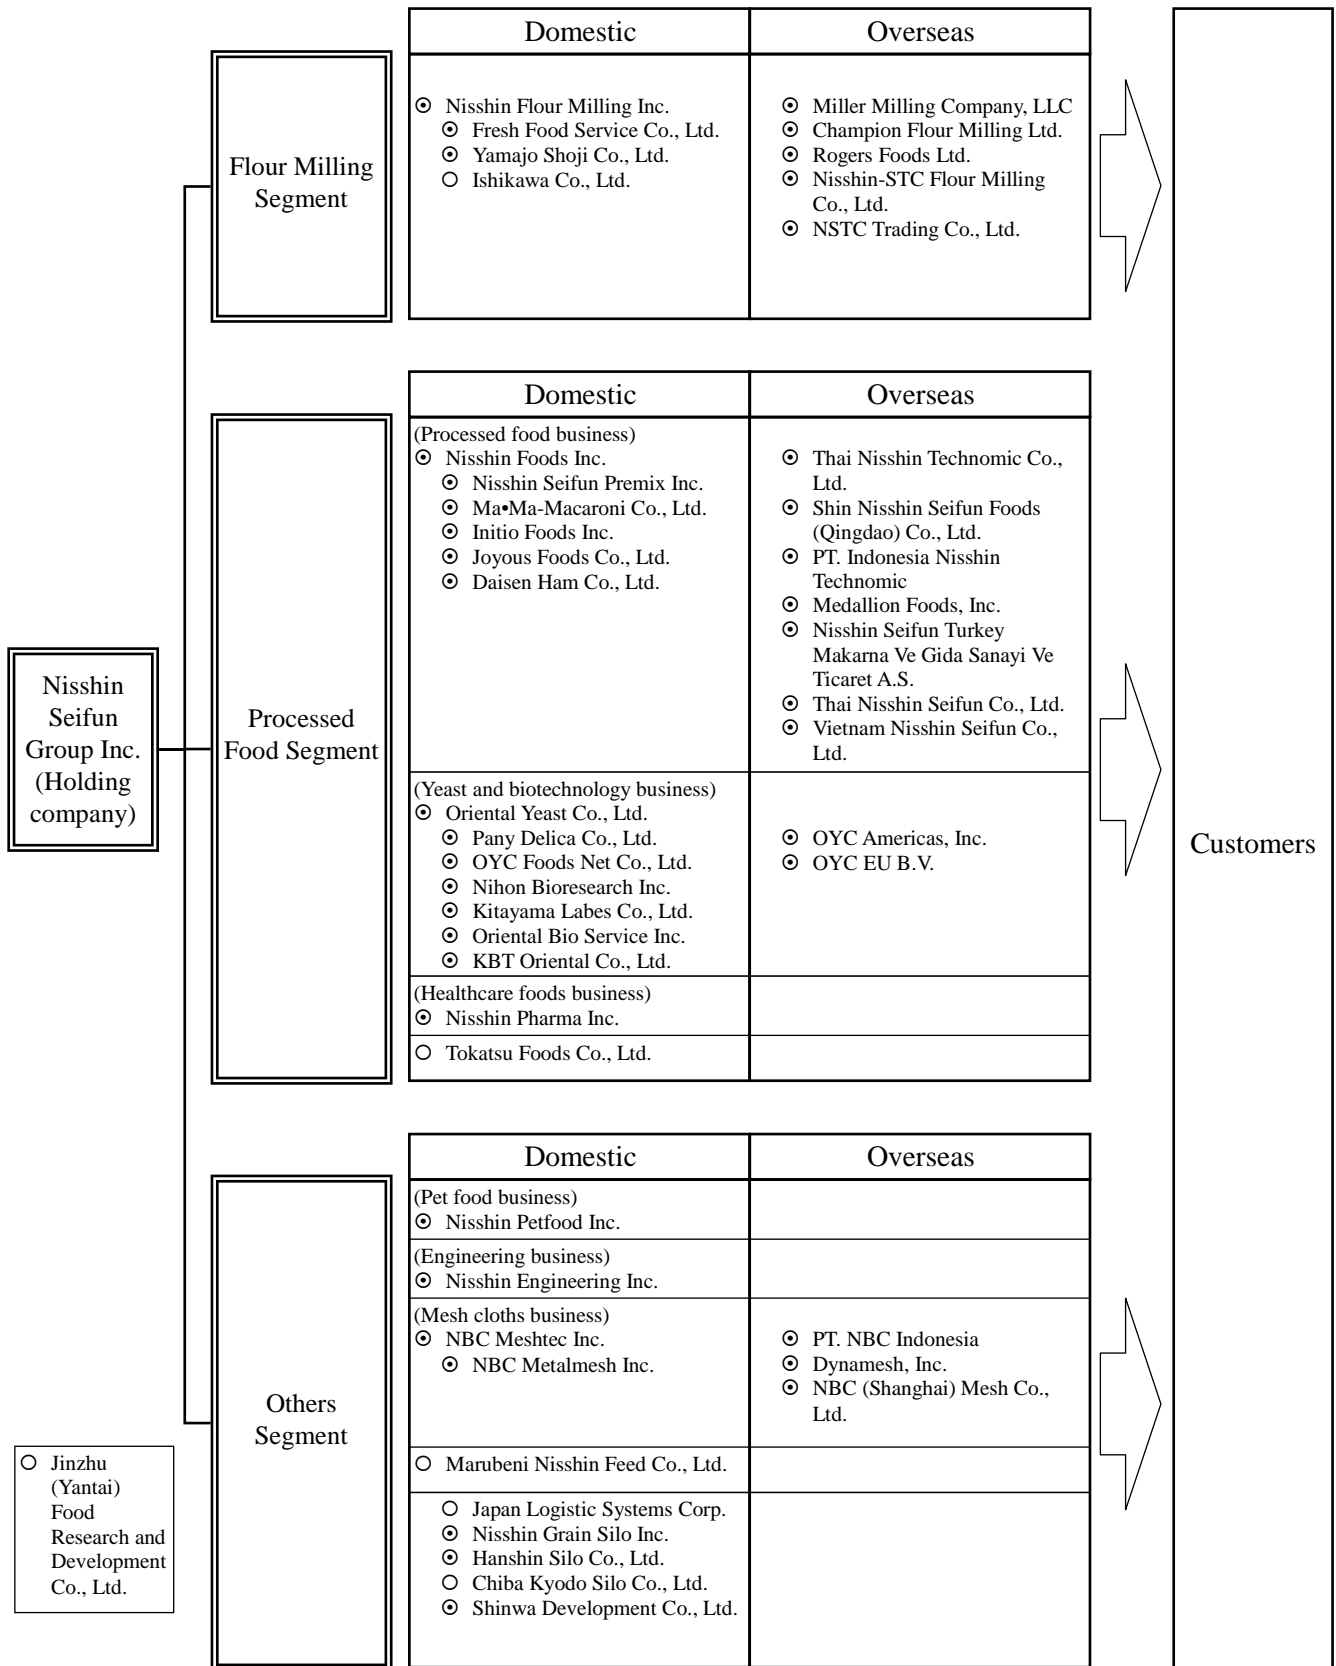 Domestic
Overseas
Flour Milling
Segment
⦿ Nisshin Flour Milling Inc.
⦿ Fresh Food Service Co., Ltd.
⦿ Yamajo Shoji Co., Ltd.
○ Ishikawa Co., Ltd.
⦿ Miller Milling Company, LLC
⦿ Champion Flour Milling Ltd.
⦿ Rogers Foods Ltd.
⦿ Nisshin-STC Flour Milling
Co., Ltd.
⦿ NSTC Trading Co., Ltd.
Nisshin
Seifun
Group Inc.
(Holding
company)
Processed
Food Segment
Domestic
Overseas
(Processed food business)
⦿ Nisshin Foods Inc.
⦿ Nisshin Seifun Premix Inc.
⦿ Ma•Ma-Macaroni Co., Ltd.
⦿ Initio Foods Inc.
⦿ Joyous Foods Co., Ltd.
⦿ Daisen Ham Co., Ltd.
⦿ Thai Nisshin Technomic Co.,
Ltd.
⦿ Shin Nisshin Seifun Foods
(Qingdao) Co., Ltd.
⦿ PT. Indonesia Nisshin
Technomic
⦿ Medallion Foods, Inc.
⦿ Nisshin Seifun Turkey
Makarna Ve Gida Sanayi Ve
Ticaret A.S.
⦿ Thai Nisshin Seifun Co., Ltd.
⦿ Vietnam Nisshin Seifun Co.,
Ltd.
(Yeast and biotechnology business)
⦿ Oriental Yeast Co., Ltd.
⦿ Pany Delica Co., Ltd.
⦿ OYC Foods Net Co., Ltd.
⦿ Nihon Bioresearch Inc.
⦿ Kitayama Labes Co., Ltd.
⦿ Oriental Bio Service Inc.
⦿ KBT Oriental Co., Ltd.
⦿ OYC Americas, Inc.
⦿ OYC EU B.V.
(Healthcare foods business)
⦿ Nisshin Pharma Inc.
○ Tokatsu Foods Co., Ltd.
Customers
Domestic
Overseas
Others
Segment
(Pet food business)
⦿ Nisshin Petfood Inc.
(Engineering business)
⦿ Nisshin Engineering Inc.
(Mesh cloths business)
⦿ NBC Meshtec Inc.
⦿ NBC Metalmesh Inc.
⦿ PT. NBC Indonesia
⦿ Dynamesh, Inc.
⦿ NBC (Shanghai) Mesh Co.,
Ltd.
○ Marubeni Nisshin Feed Co., Ltd.
○ Japan Logistic Systems Corp.
⦿ Nisshin Grain Silo Inc.
⦿ Hanshin Silo Co., Ltd.
○ Chiba Kyodo Silo Co., Ltd.
⦿ Shinwa Development Co., Ltd.
○ Jinzhu
(Yantai)
Food
Research and
Development
Co., Ltd.